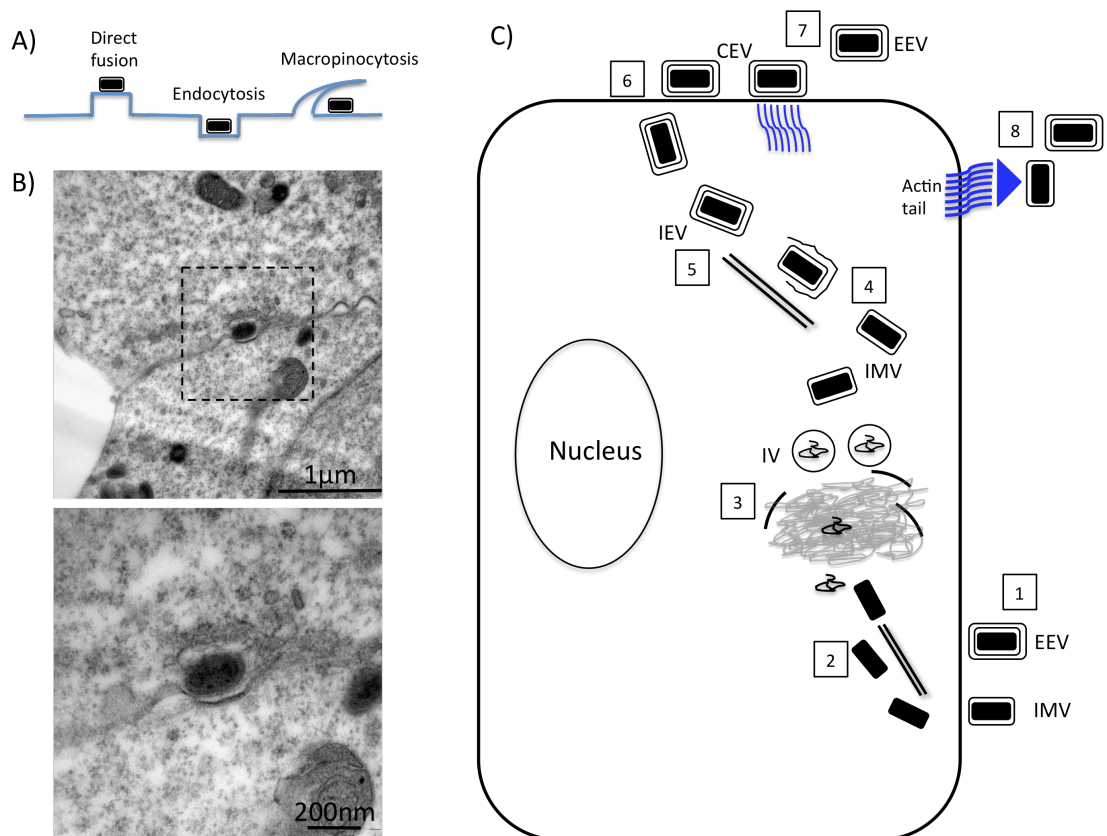 A)
Direct
fusion
Endocytosis
Macropinocytosis
B)
1µm
200nm
C)
7
EEV
CEV
6
8
Actin
tail
IEV
5
4
IMV
Nucleus
IV
3
1
EEV
2
IMV